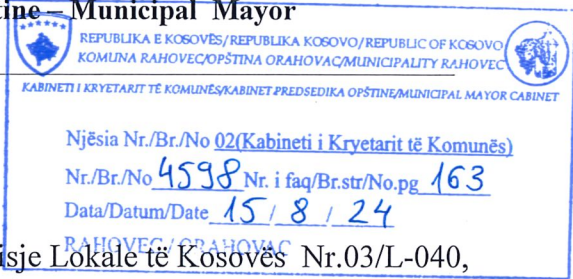 tine – Municipal Mayor
REPUBLIKA E KOSOVËS/REPUBLIKA KOSOVO/REPUBLIC OF KOSOVO
KOMUNA RAHOVEC/OPŠTINA ORAHOVAC/MUNICIPALITY RAHOVEC
KABINETI I KRYETARIT TË KOMUNËS/KABINET PREDSEDIKA OPŠTINE/MUNICIPAL MAYOR CABINET
Njësia Nr./Br./No 02(Kabineti i Kryetarit të Komunës)
Nr./Br./No 4598 Nr. i faq/Br.str/No.pg 163
Data/Datum/Date 15 / 8 / 24
RAHOVEC / ORAHOVAC
isje Lokale të Kosovës Nr.03/L-040,